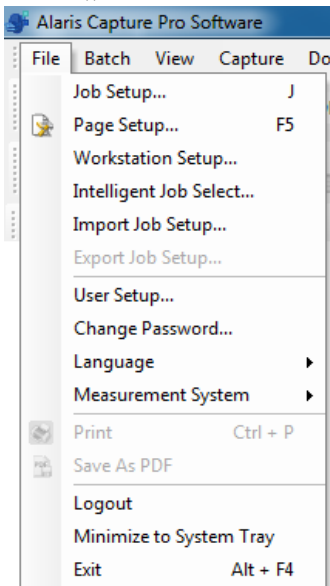 Alaris Capture Pro Software
File Batch View Capture Do
Job Setup... J
Page Setup... F5
Workstation Setup...
Intelligent Job Select...
Import Job Setup...
Export Job Setup...
User Setup...
Change Password...
Language
Measurement System
Print Ctrl + P
Save As PDF
Logout
Minimize to System Tray
Exit Alt + F4